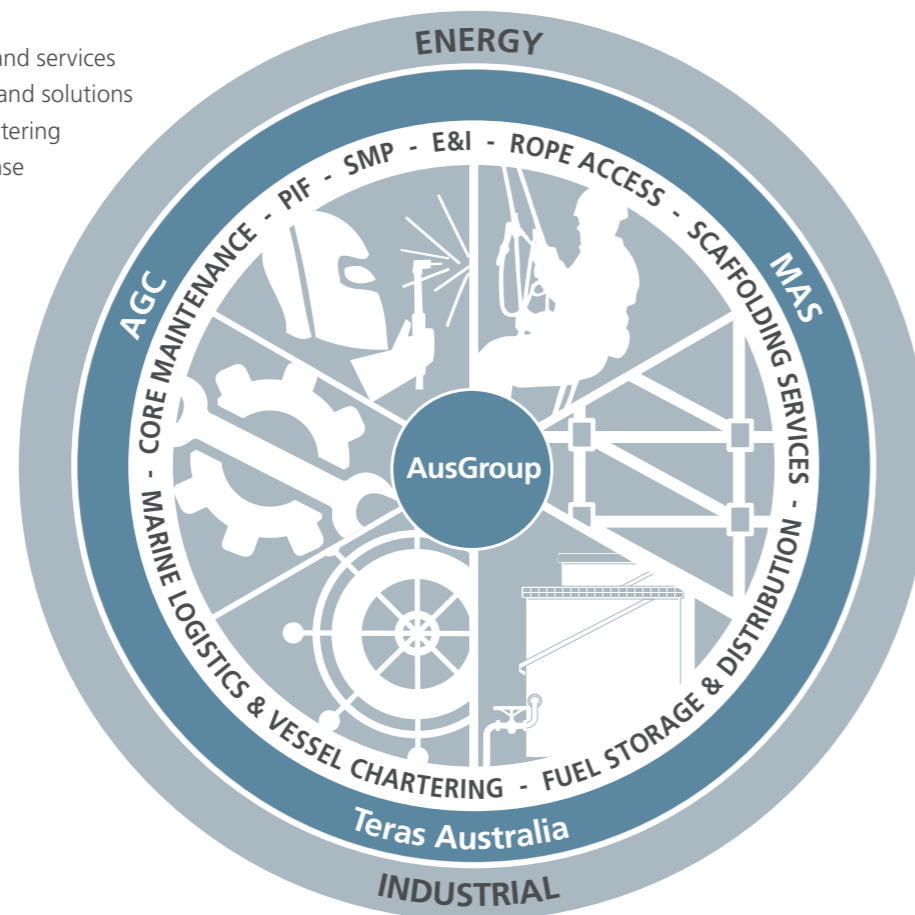 and services
and solutions
tering
se
ENERGY
AGC
MAS
CORE MAINTENANCE - PIF - SMP - E&I - ROPE ACCESS - SCAFFOLDING SERVICES -
MARINE LOGISTICS & VESSEL CHARTERING - FUEL STORAGE & DISTRIBUTION -
AusGroup
Teras Australia
INDUSTRIAL